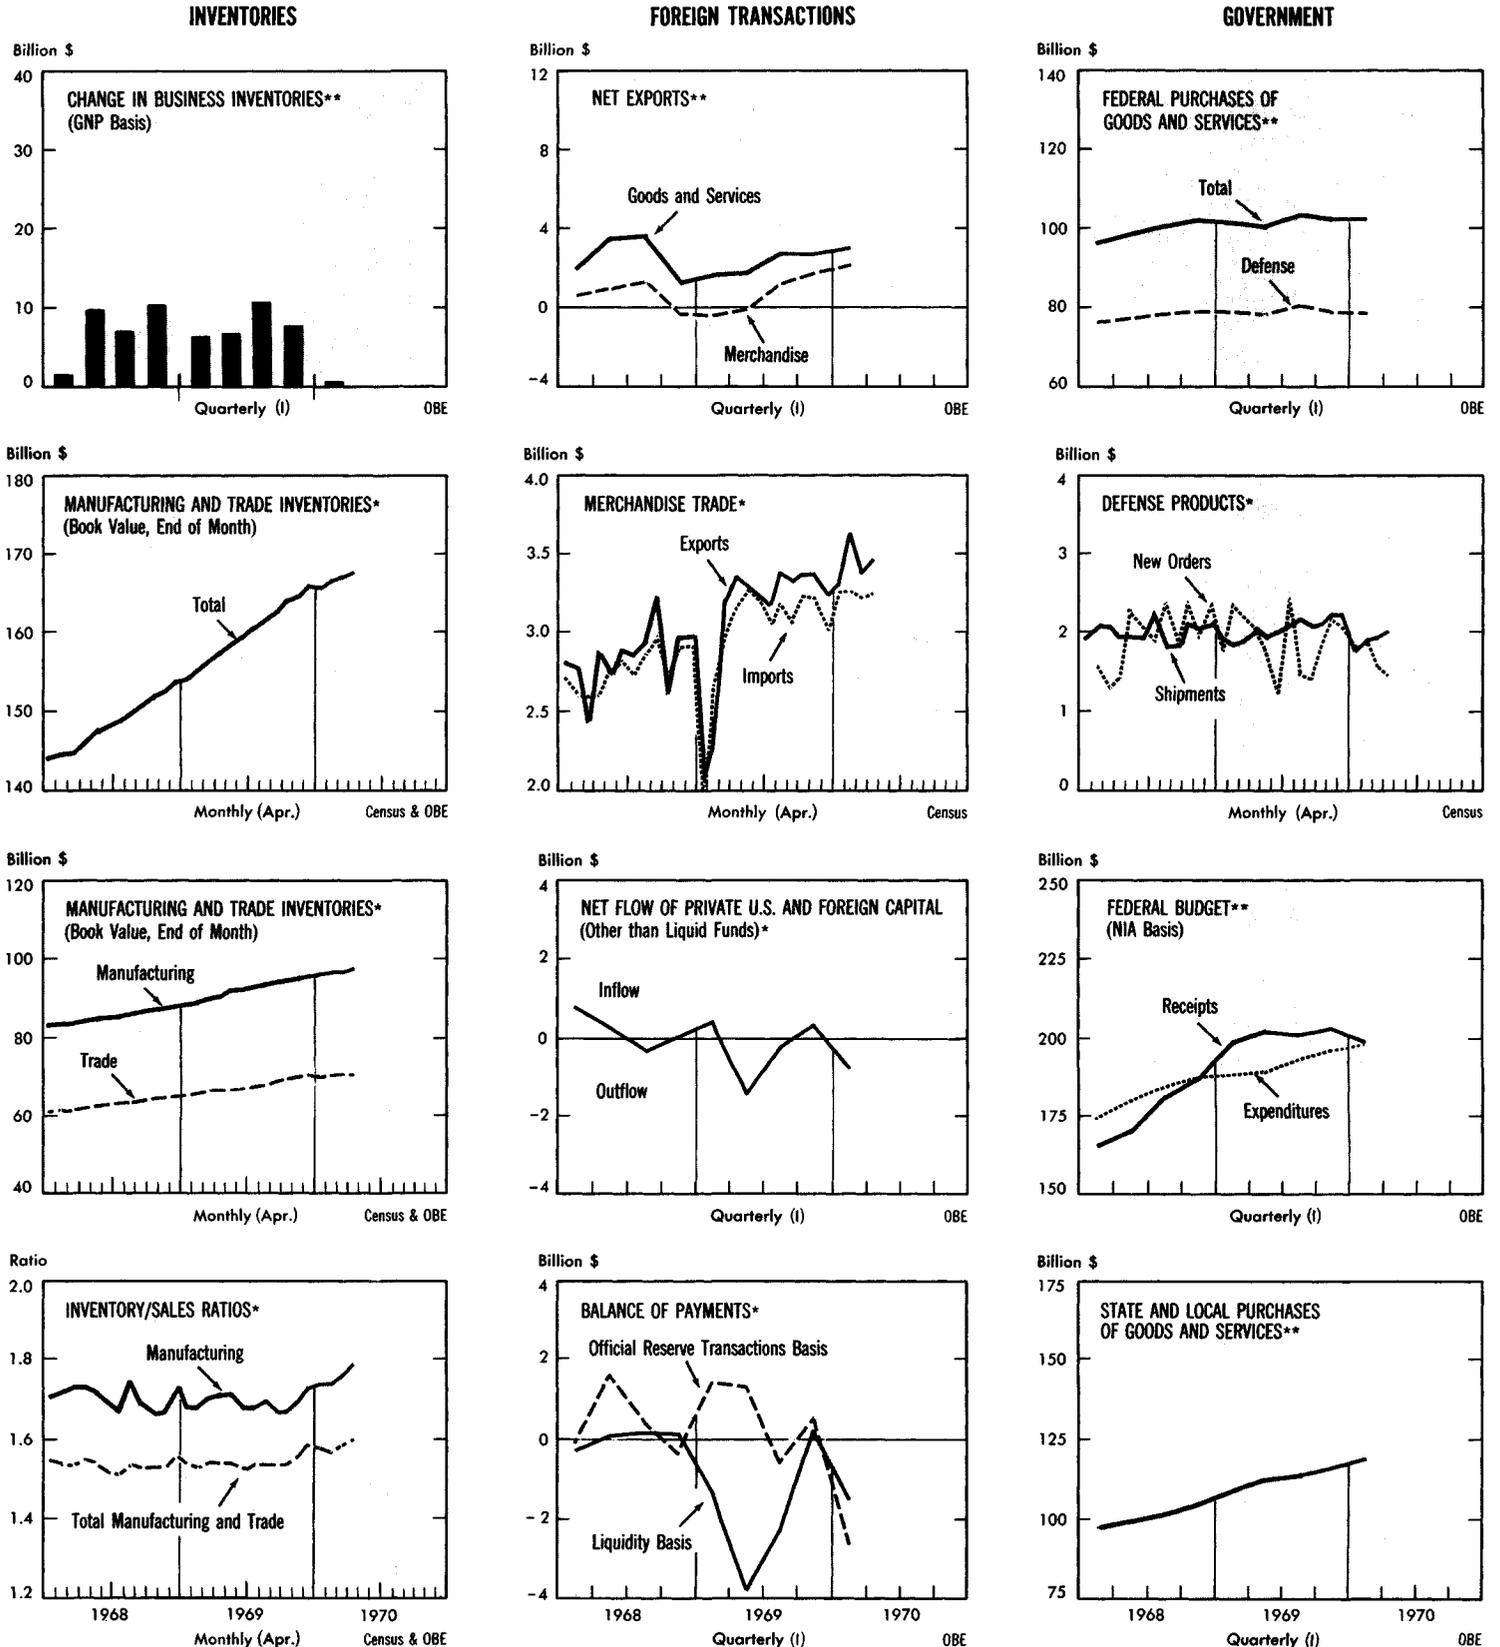 INVENTORIES
Billion $
40
30
20
10
0
CHANGE IN BUSINESS INVENTORIES**
(GNP Basis)
Quarterly (I)
OBE
Billion $
180
170
160
150
140
MANUFACTURING AND TRADE INVENTORIES*
(Book Value, End of Month)
Total
Monthly (Apr.)
Census & OBE
Billion $
120
100
80
60
40
MANUFACTURING AND TRADE INVENTORIES*
(Book Value, End of Month)
Manufacturing
Trade
Monthly (Apr.)
Census & OBE
Ratio
2.0
1.8
1.6
1.4
1.2
INVENTORY/SALES RATIOS*
Manufacturing
Total Manufacturing and Trade
1968
1969
1970
Monthly (Apr.)
Census & OBE
FOREIGN TRANSACTIONS
Billion $
12
8
4
0
-4
NET EXPORTS**
Goods and Services
Merchandise
Quarterly (I)
OBE
Billion $
4.0
3.5
3.0
2.5
2.0
MERCHANDISE TRADE*
Exports
Imports
Monthly (Apr.)
Census
Billion $
4
2
0
-2
-4
NET FLOW OF PRIVATE U.S. AND FOREIGN CAPITAL
(Other than Liquid Funds)*
Inflow
Outflow
Quarterly (I)
OBE
Billion $
4
2
0
-2
-4
BALANCE OF PAYMENTS*
Official Reserve Transactions Basis
Liquidity Basis
1968
1969
1970
Quarterly (I)
OBE
GOVERNMENT
Billion $
140
120
100
80
60
FEDERAL PURCHASES OF
GOODS AND SERVICES**
Total
Defense
Quarterly (I)
OBE
Billion $
4
3
2
1
0
DEFENSE PRODUCTS*
New Orders
Shipments
Monthly (Apr.)
Census
Billion $
250
225
200
175
150
FEDERAL BUDGET**
(NIA Basis)
Receipts
Expenditures
Quarterly (I)
OBE
Billion $
175
150
125
100
75
STATE AND LOCAL PURCHASES
OF GOODS AND SERVICES**
1968
1969
1970
Quarterly (I)
OBE